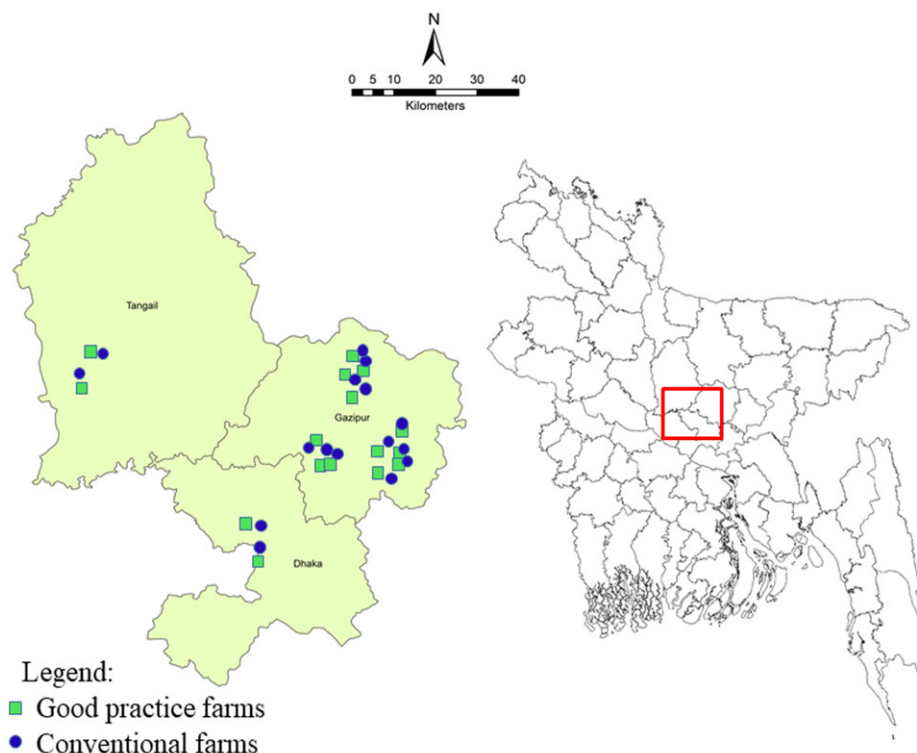 N
0 5 10 20 30 40
Kilometers
Tangail
Gazipur
Dhaka
Legend:
Good practice farms
Conventional farms